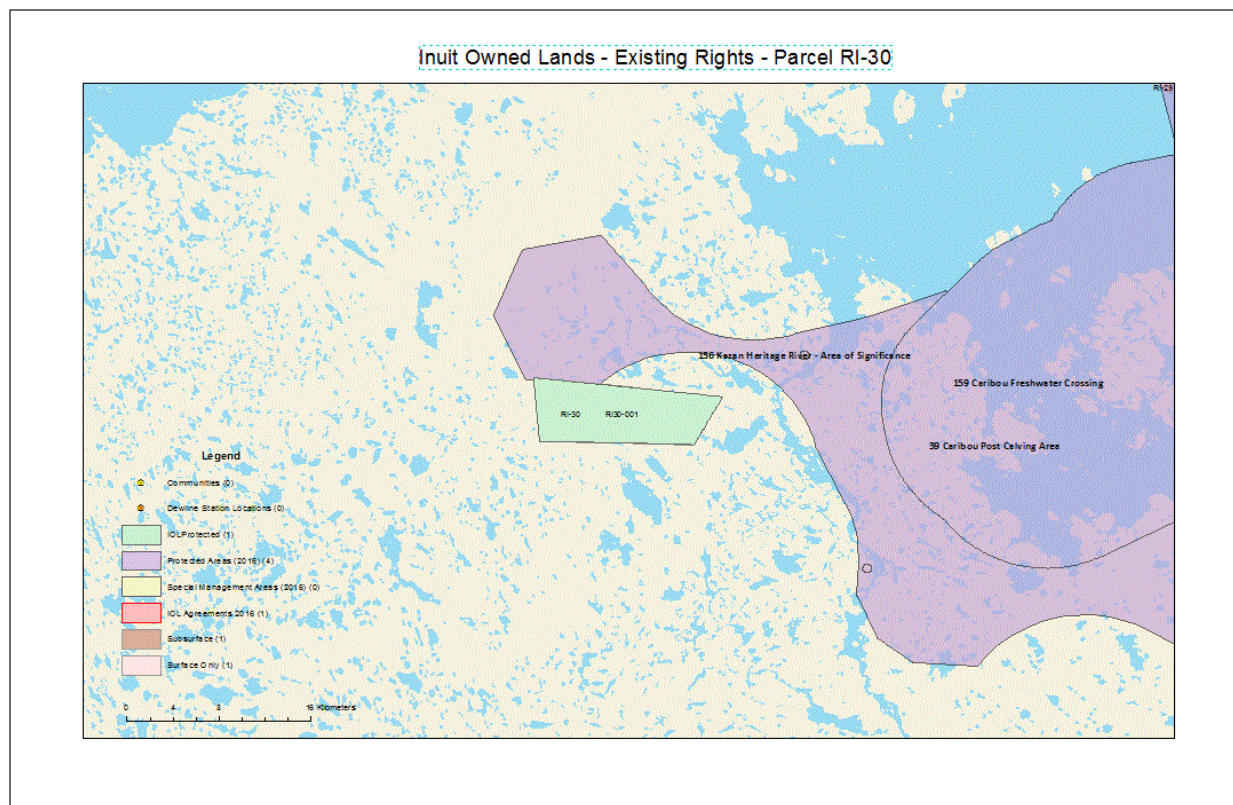 Inuit Owned Lands - Existing Rights - Parcel RI-30
RI-29
156 Kazan Heritage River - Area of Significance
159 Caribou Freshwater Crossing
RI-30 RI30-001
39 Caribou Post Calving Area
Legend
Communities (0)
Dewline Station Locations (0)
IOLProtected (1)
Protected Areas (2016) (4)
Special Management Areas (2016) (0)
IOL Agreements 2016 (1)
Subsurface (1)
Surface Only (1)
0 4 8 16 Kilometers